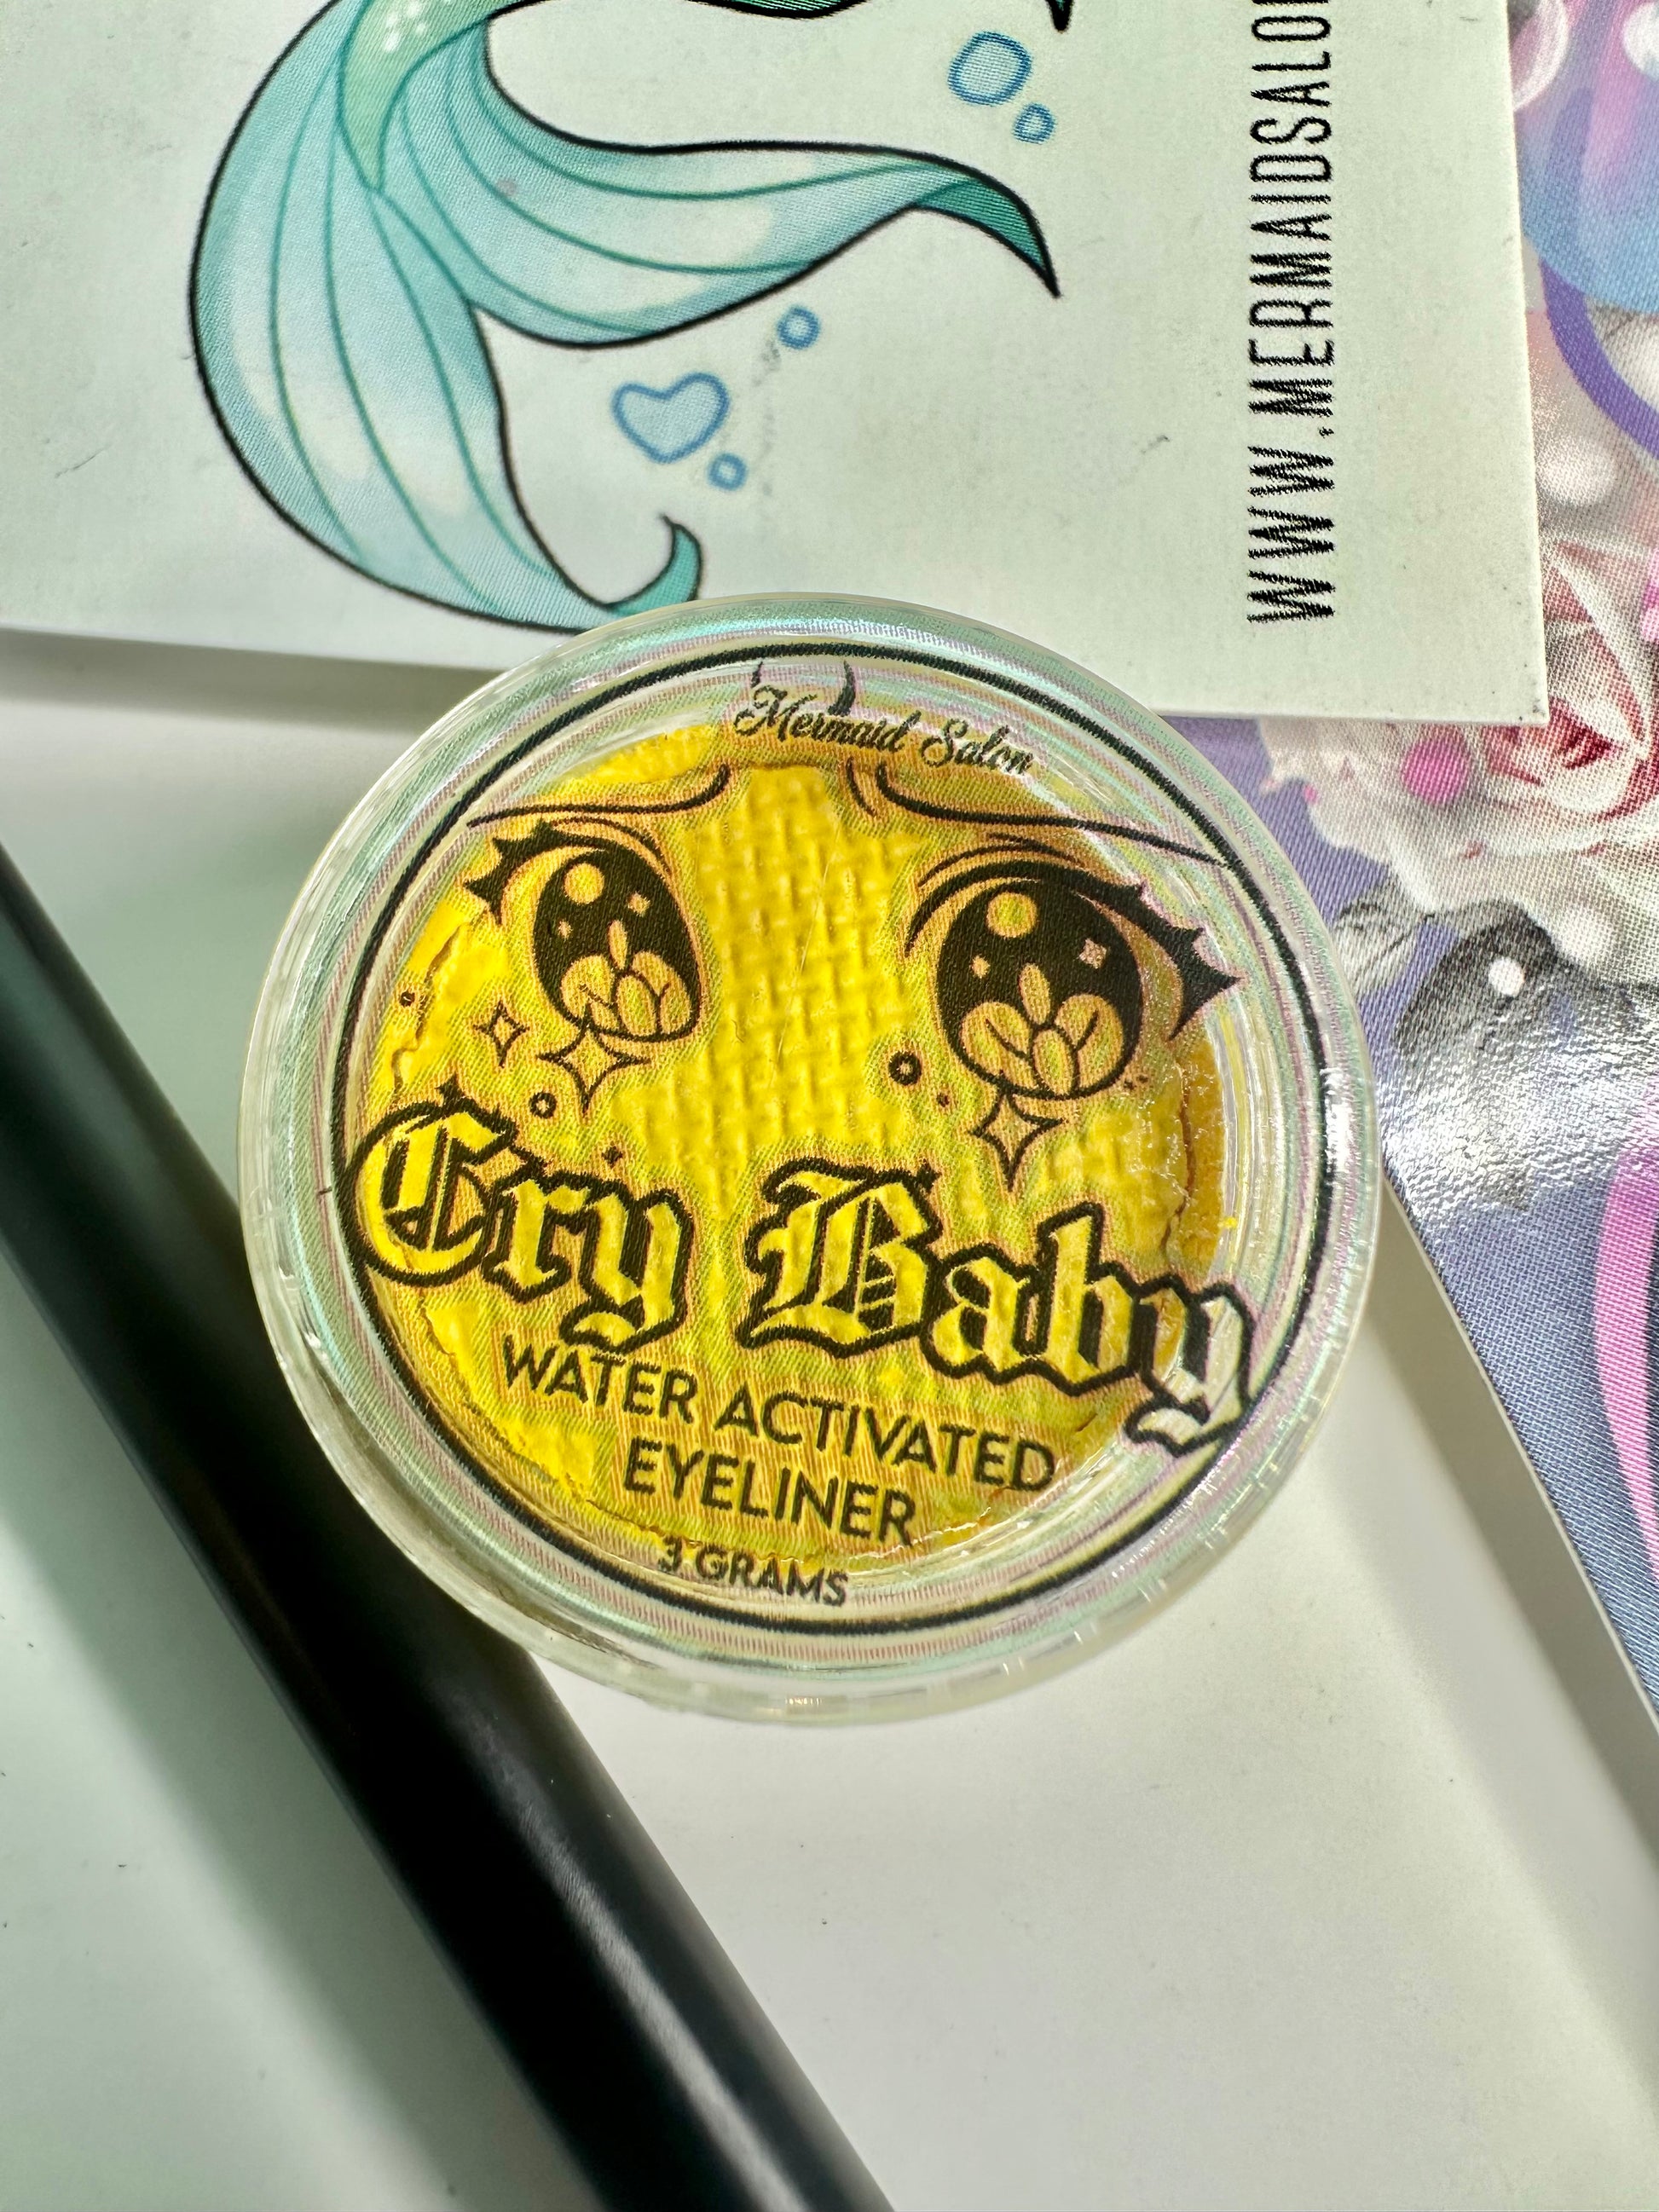 WWW.MERMAIDSALO
Mermaid Salon
Cry Baby
WATER ACTIVATED
EYELINER
3 GRAMS